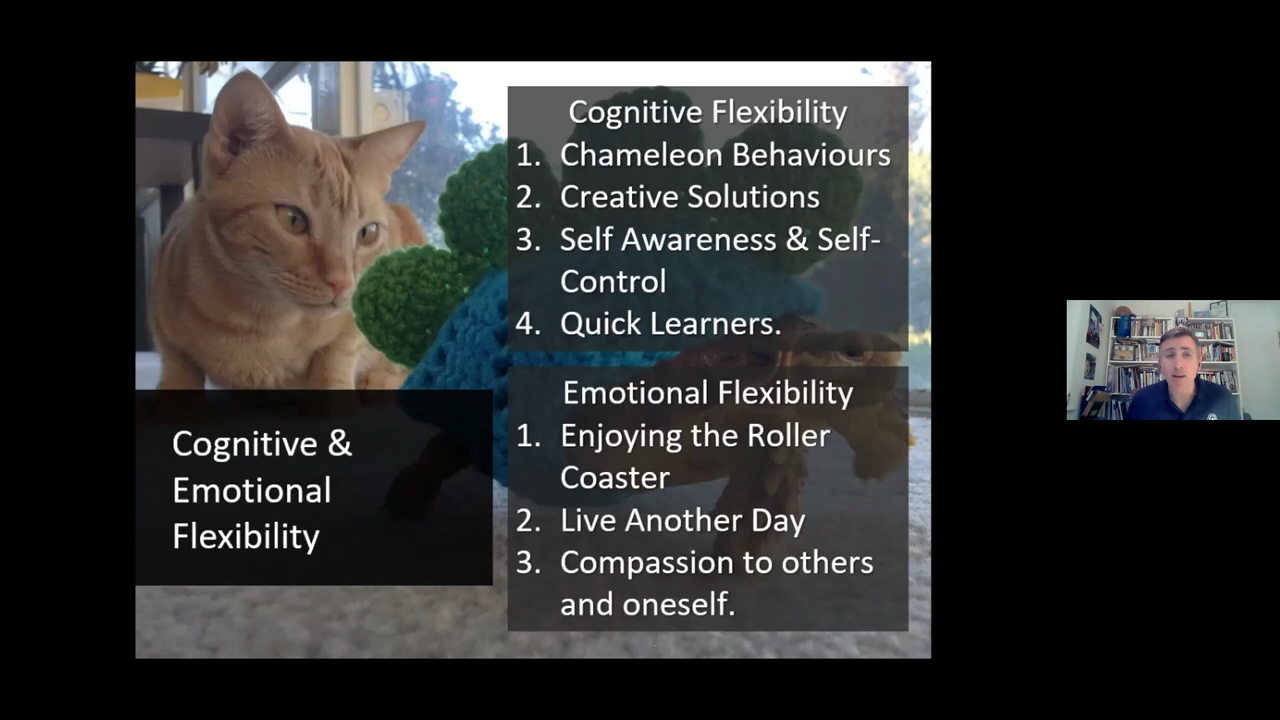 Cognitive Flexibility
1. Chameleon Behaviours
2. Creative Solutions
3. Self Awareness & Self-
Control
4. Quick Learners.
Emotional Flexibility
1. Enjoying the Roller
Coaster
2. Live Another Day
3. Compassion to others
and oneself.
Cognitive &
Emotional
Flexibility